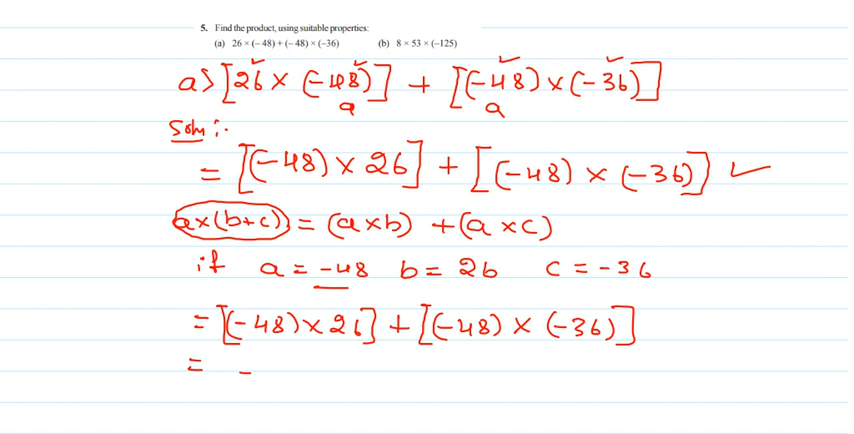 5. Find the product, using suitable properties:
(a) 26 × (– 48) + (– 48) × (–36) (b) 8 × 53 × (–125)
a) [26 × (-48)] + [(-48) × (-36)]
a a
Soln :.
= [(-48) × 26] + [(-48) × (-36)] ✓
a×(b+c) = (a×b) + (a×c)
if a = -48 b = 26 c = -36
= [(-48) × 26] + [(-48) × (-36)]
= -